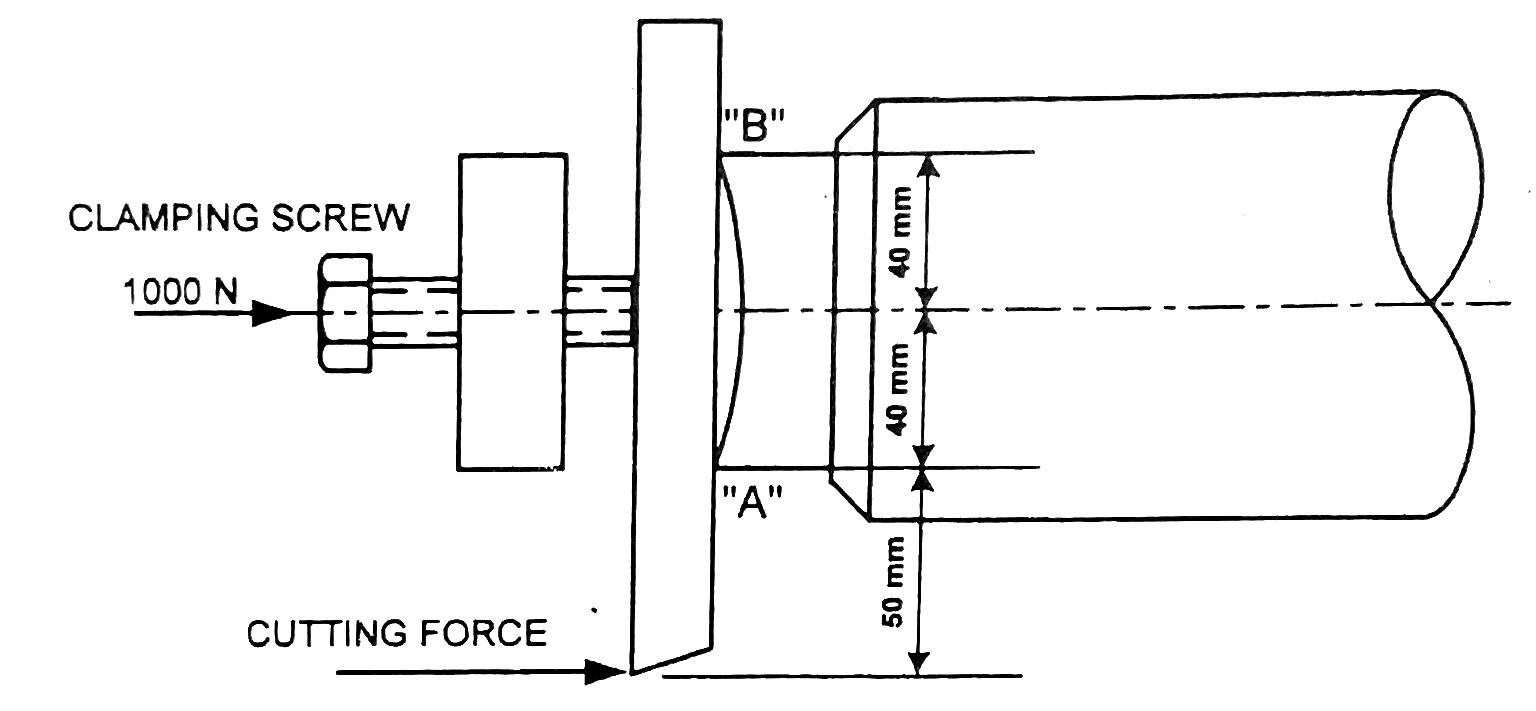 "B"
CLAMPING SCREW
40 mm
1000 N
40 mm
"A"
50 mm
CUTTING FORCE